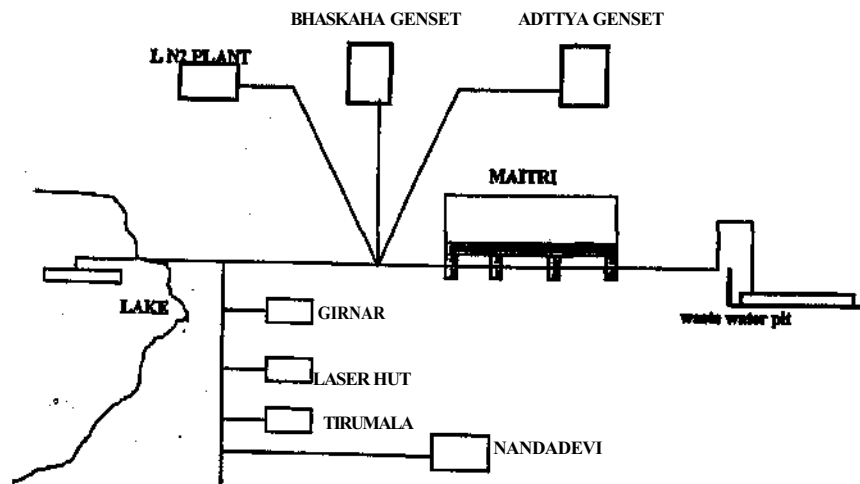 BHASKAHA GENSET
ADTTYA GENSET
L N2 PLANT
MAITRI
LAKE
GIRNAR
waste water pit
LASER HUT
TIRUMALA
NANDADEVI